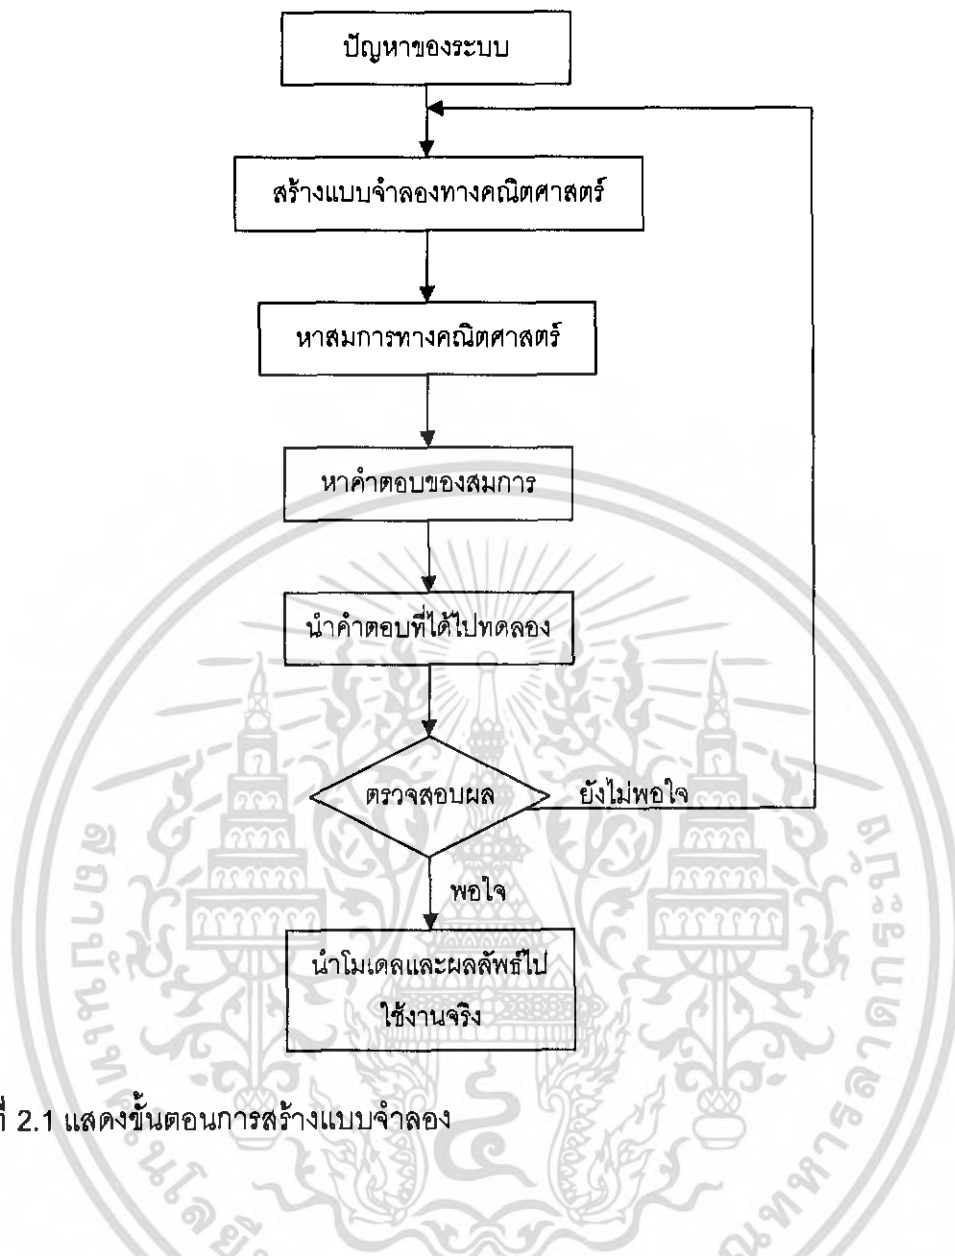 ปัญหาของระบบ
สร้างแบบจำลองทางคณิตศาสตร์
หาสมการทางคณิตศาสตร์
หาคำตอบของสมการ
นำคำตอบที่ได้ไปทดลอง
ตรวจสอบผล
ยังไม่พอใจ
พอใจ
นำโมเดลและผลลัพธ์ไป
ใช้งานจริง
ที่ 2.1 แสดงขั้นตอนการสร้างแบบจำลอง